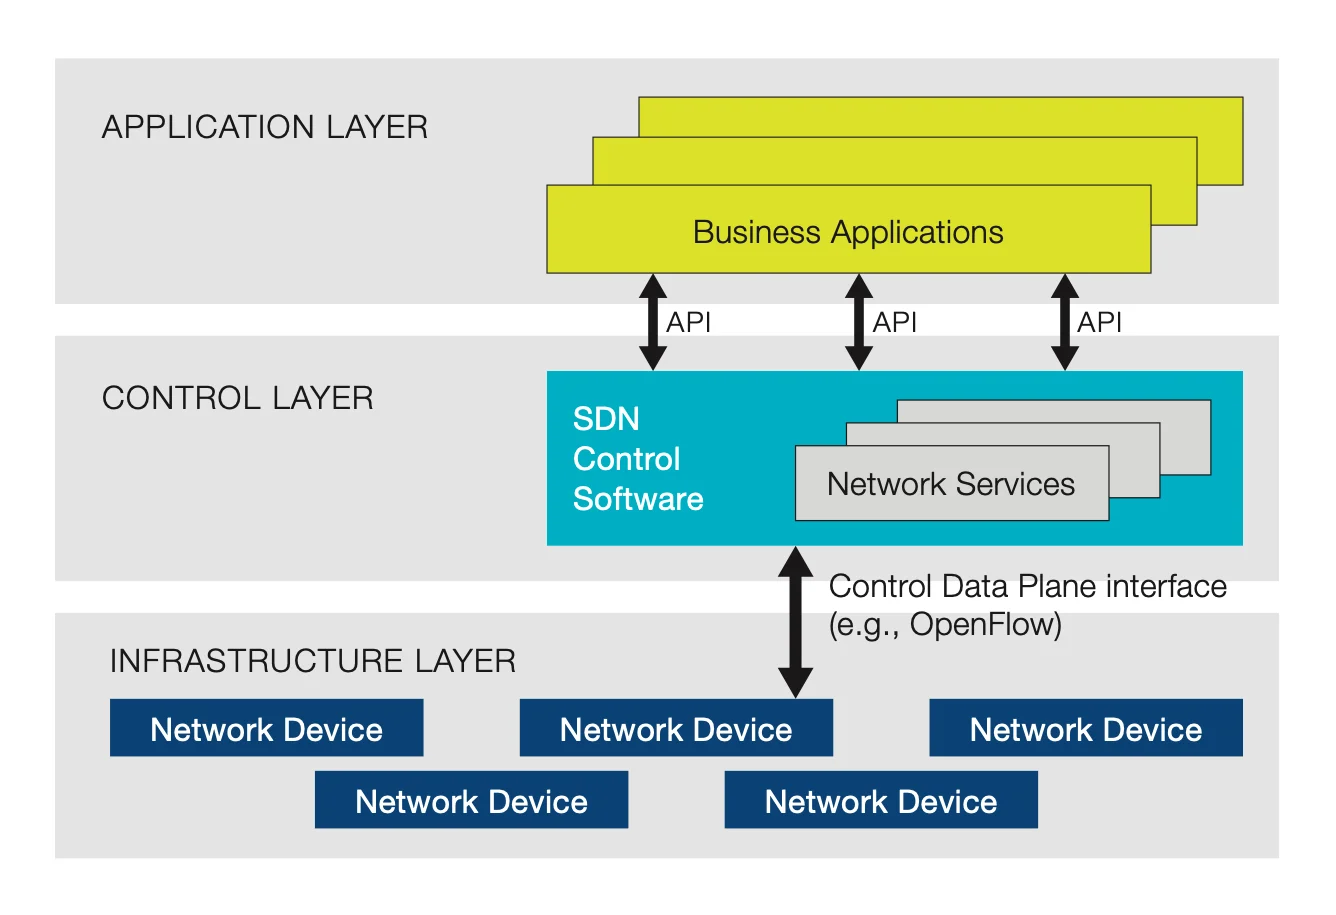 APPLICATION LAYER
Business Applications
API
API
API
CONTROL LAYER
SDN
Control
Software
Network Services
Control Data Plane interface
(e.g., OpenFlow)
INFRASTRUCTURE LAYER
Network Device
Network Device
Network Device
Network Device
Network Device